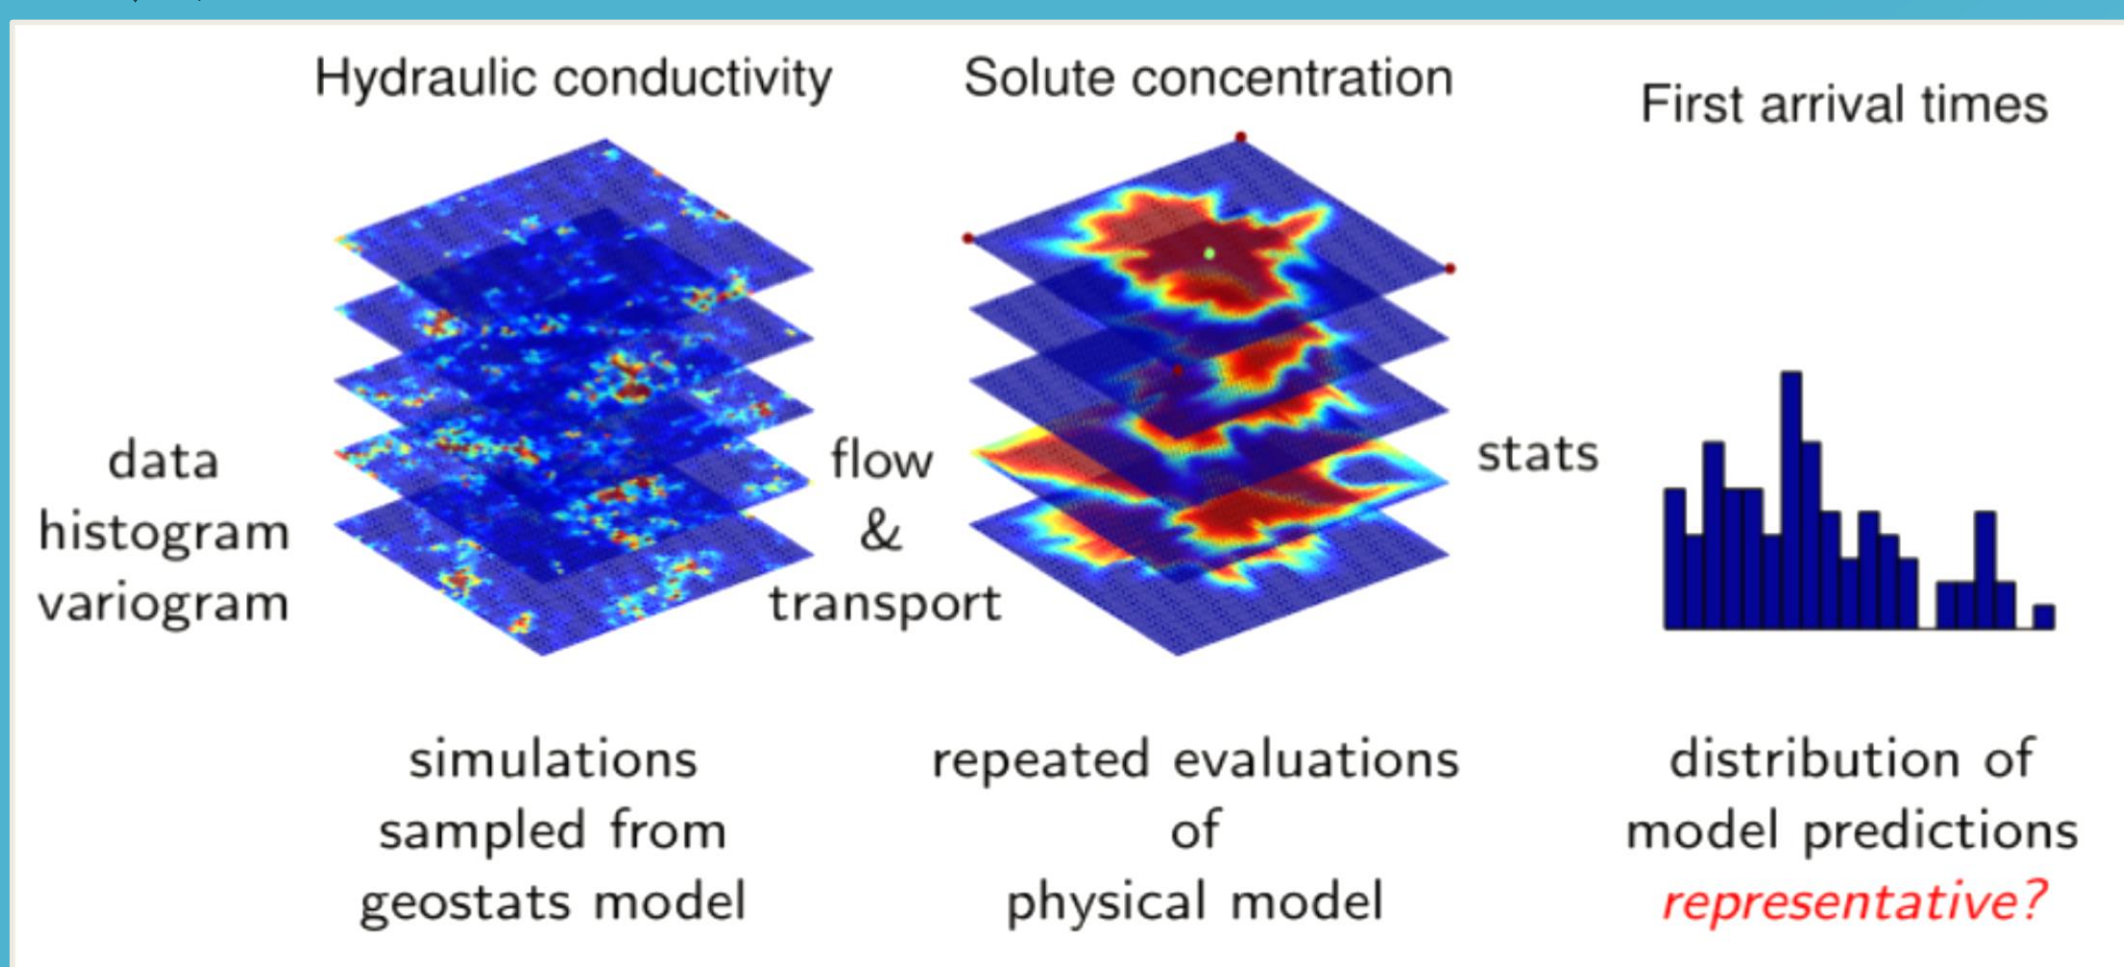 Hydraulic conductivity
Solute concentration
First arrival times
data
histogram
variogram
flow
&
transport
stats
simulations
sampled from
geostats model
repeated evaluations
of
physical model
distribution of
model predictions
representative?